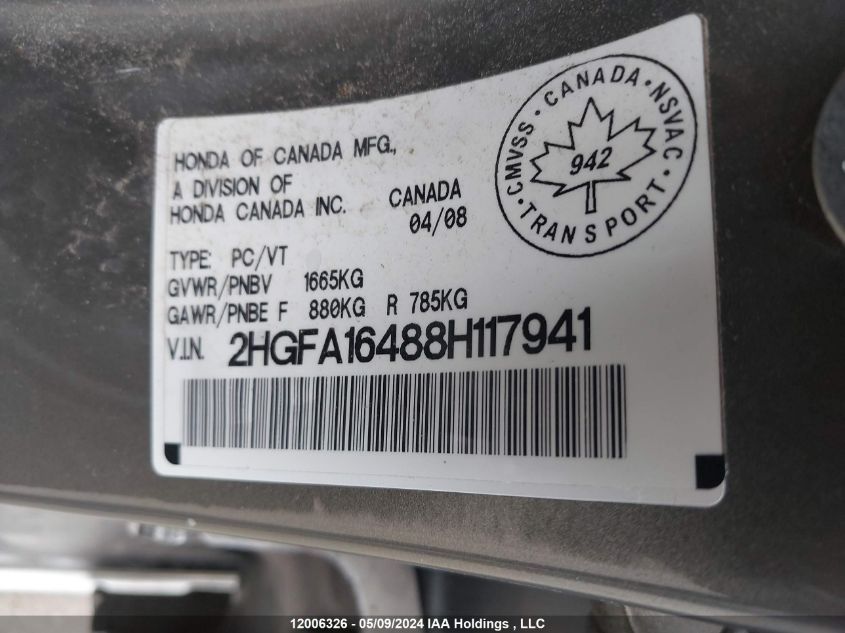 HONDA OF CANADA MFG.,
A DIVISION OF
HONDA CANADA INC.
CANADA
04/08
TYPE: PC/VT
GVWR/PNBV 1665KG
GAWR/PNBE F 880KG R 785KG
V.I.N. 2HGFA16488H117941
CMVSS · CANADA · NSVAC · TRANSPORT ·
942
12006326 - 05/09/2024 IAA Holdings , LLC